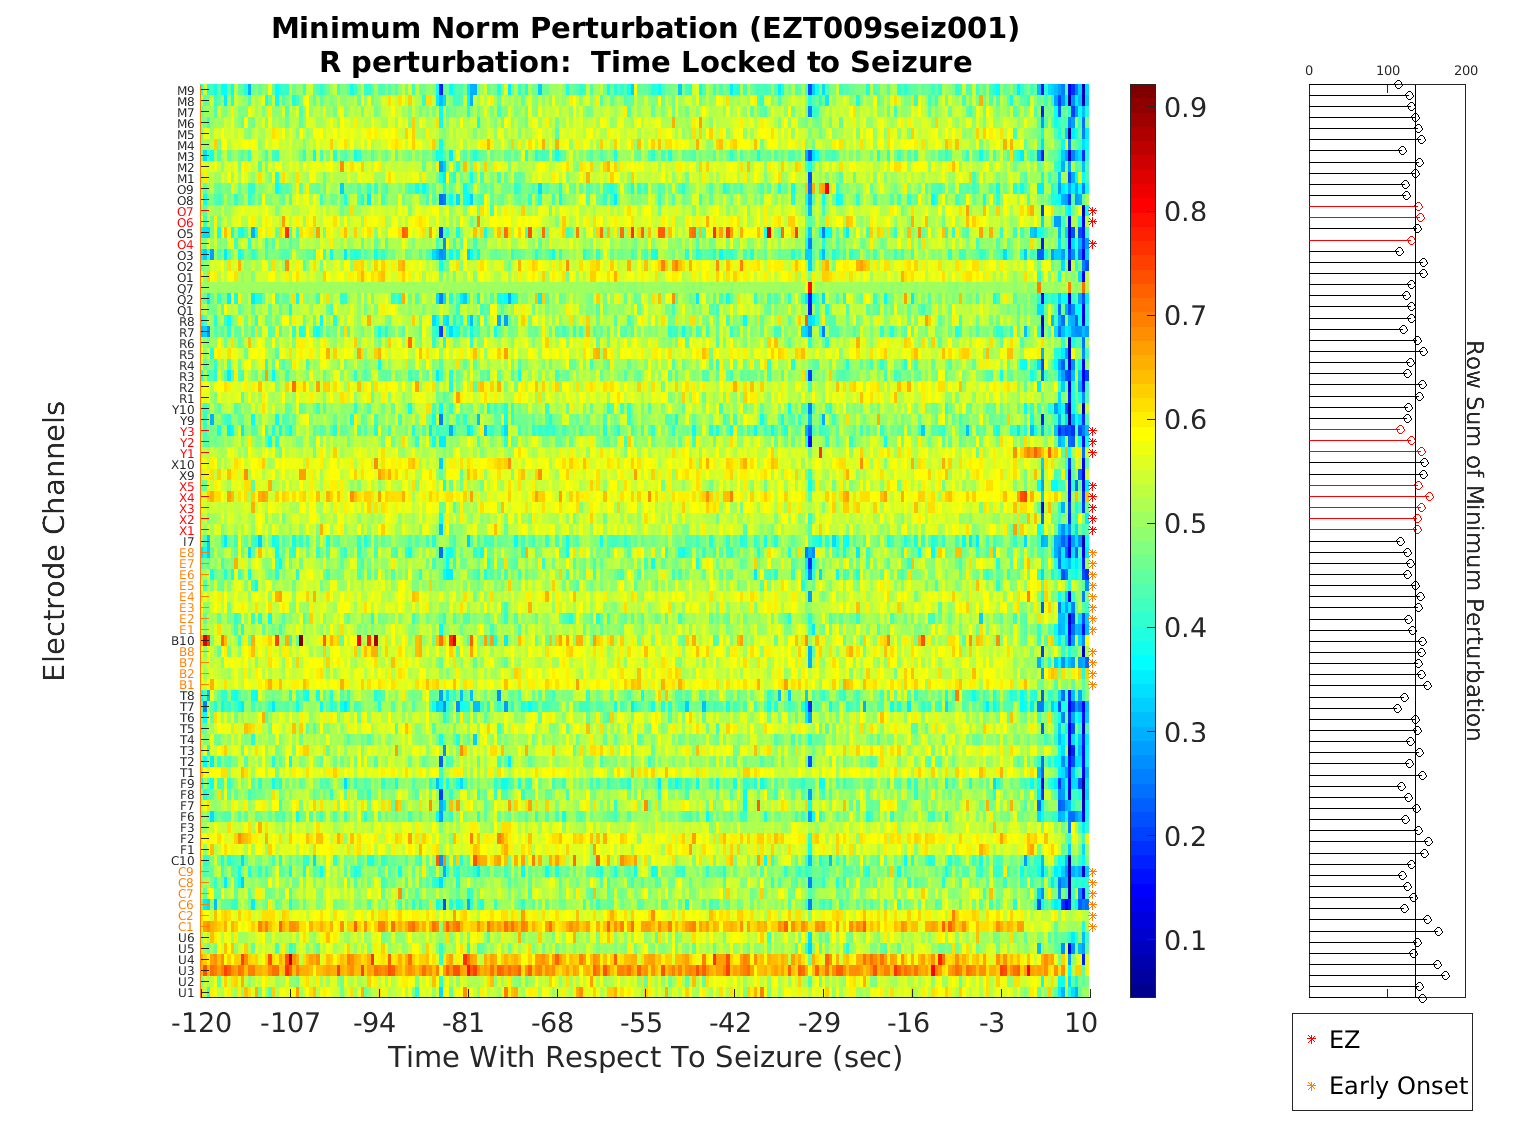 Minimum Norm Perturbation (EZT009seiz001)
R perturbation: Time Locked to Seizure
Electrode Channels
M9
M8
M7
M6
M5
M4
M3
M2
M1
O9
O8
O7
O6
O5
O4
O3
O2
O1
Q7
Q2
Q1
R8
R7
R6
R5
R4
R3
R2
R1
Y10
Y9
Y3
Y2
Y1
X10
X9
X5
X4
X3
X2
X1
I7
E8
E7
E6
E5
E4
E3
E2
E1
B10
B8
B7
B2
B1
T8
T7
T6
T5
T4
T3
T2
T1
F9
F8
F7
F6
F3
F2
F1
C10
C9
C8
C7
C6
C2
C1
U6
U5
U4
U3
U2
U1
-120 -107 -94 -81 -68 -55 -42 -29 -16 -3 10
Time With Respect To Seizure (sec)
0.9
0.8
0.7
0.6
0.5
0.4
0.3
0.2
0.1
0 100 200
Row Sum of Minimum Perturbation
EZ
Early Onset